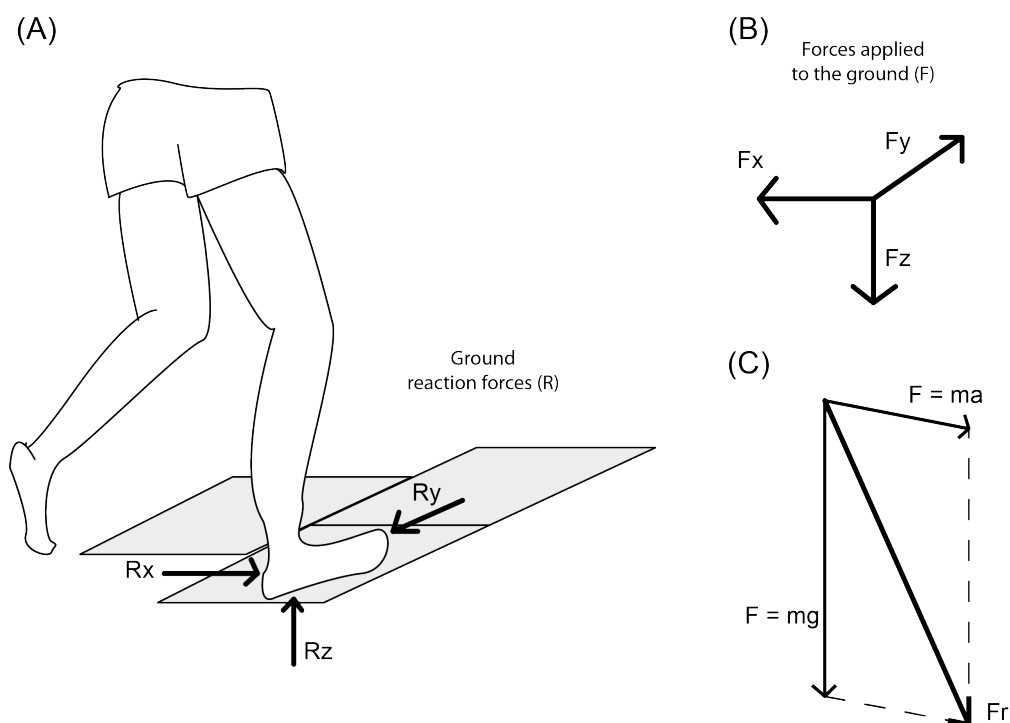 (A)
Ground
reaction forces (R)
Ry
Rx
Rz
(B)
Forces applied
to the ground (F)
Fy
Fx
Fz
(C)
F = ma
F = mg
Fr